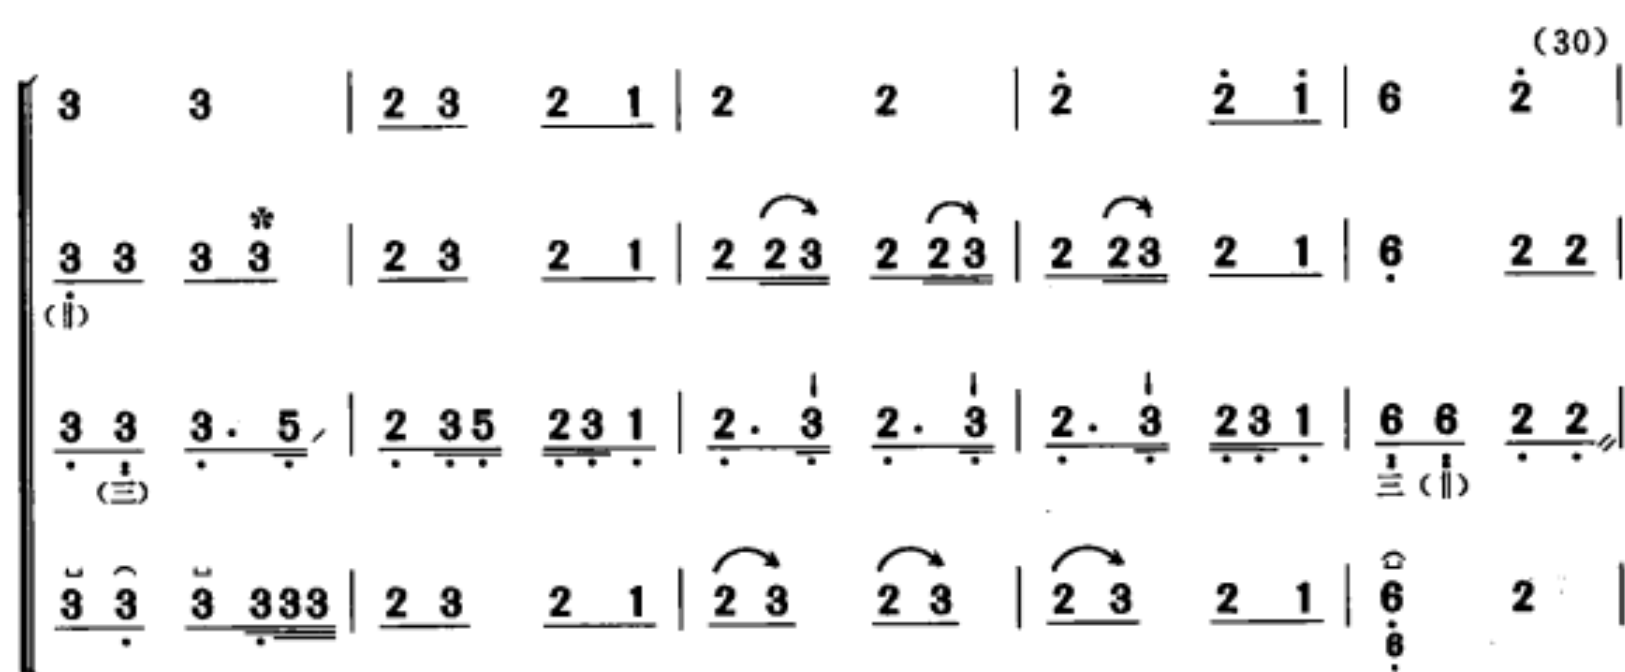 (30)
3 3 | 2 3 2 1 | 2 2 | 2̇ 2̇ 1̇ | 6 2̇ |
3 3 3 3 | 2 3 2 1 | 2 2 3 2 2 3 | 2 2 3 2 1 | 6̣ 2 2 |
(‖)
3̣ 3̣ 3̣ . 5̣ | 2̣ 3̣ 5̣ 2̣ 3̣ 1̣ | 2̣ . 3̣ 2̣ . 3̣ | 2̣ . 3̣ 2̣ 3̣ 1̣ | 6̣ 6̣ 2̣ 2̣ |
(三) 三 (‖)
3 3̣ 3 3̣ 3 3 | 2 3 2 1 | 2 3 2 3 | 2 3 2 1 | 6̣ 2 |
6̣